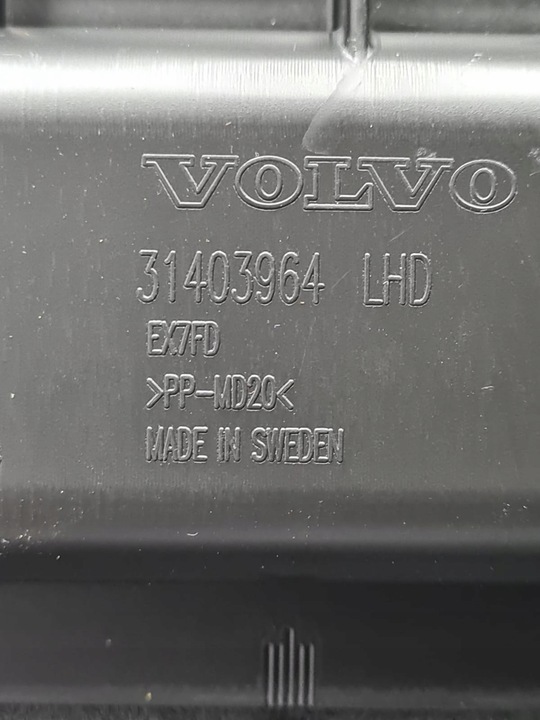 VOLVO
31403964 LHD
EX7FD
>PP-MD20<
MADE IN SWEDEN